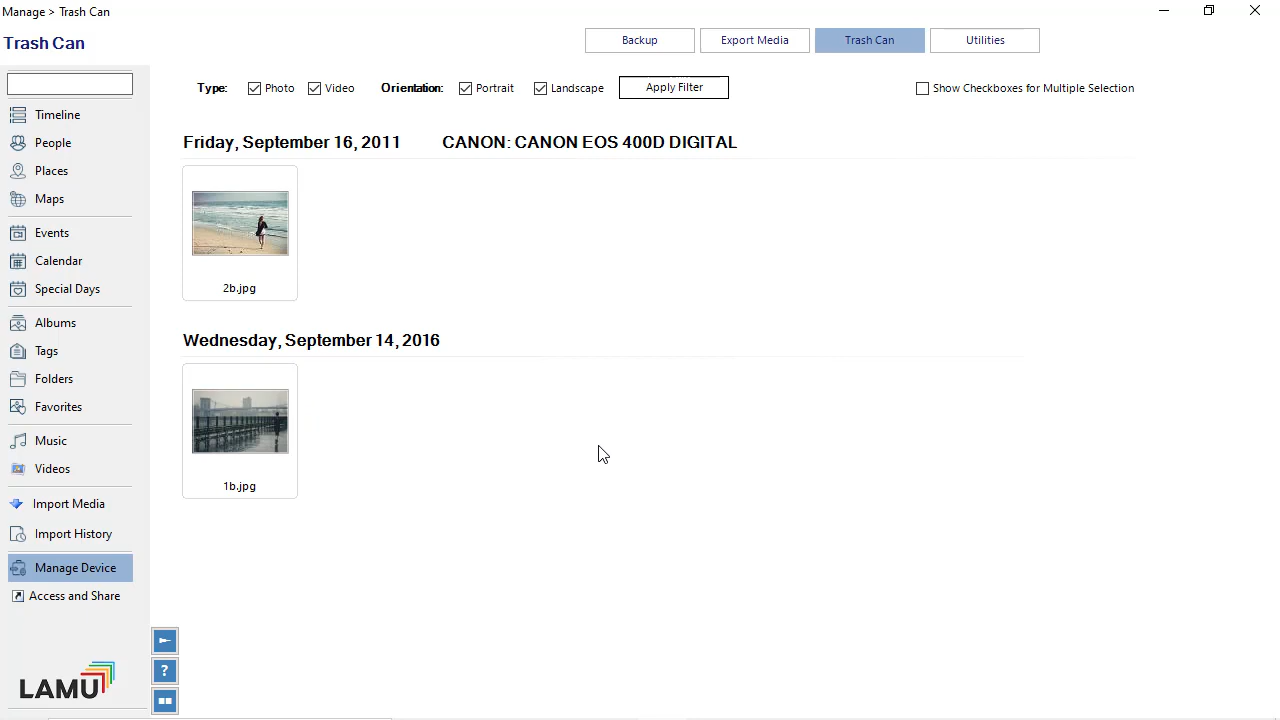 Manage > Trash Can
Trash Can
Backup
Export Media
Trash Can
Utilities
Type:
Photo
Video
Orientation:
Portrait
Landscape
Apply Filter
Show Checkboxes for Multiple Selection
Timeline
People
Places
Maps
Events
Calendar
Special Days
Albums
Tags
Folders
Favorites
Music
Videos
Import Media
Import History
Manage Device
Access and Share
LAMU
Friday, September 16, 2011 CANON: CANON EOS 400D DIGITAL
2b.jpg
Wednesday, September 14, 2016
1b.jpg
?